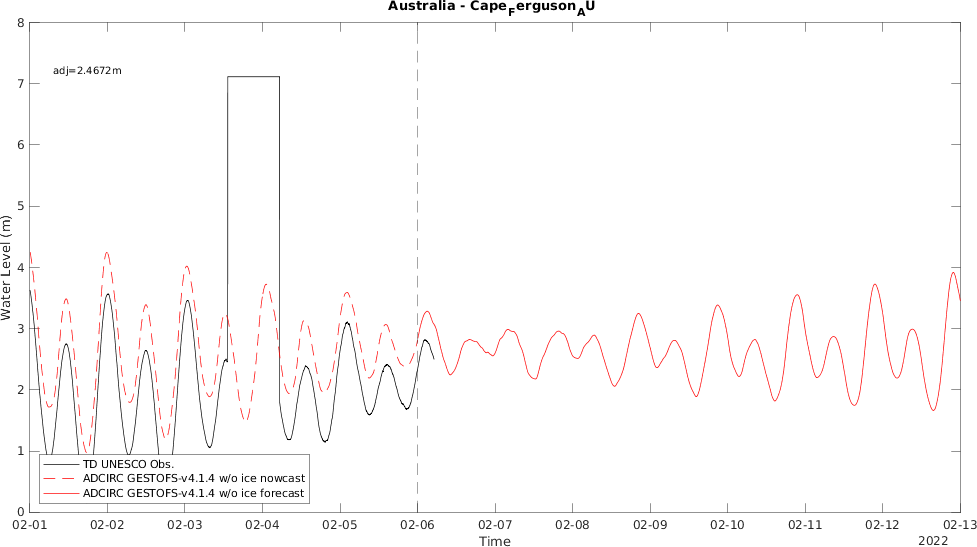 Australia - Cape_Ferguson_AU
adj=2.4672m
8
7
6
5
4
3
2
1
0
Water Level (m)
TD UNESCO Obs.
ADCIRC GESTOFS-v4.1.4 w/o ice nowcast
ADCIRC GESTOFS-v4.1.4 w/o ice forecast
02-01 02-02 02-03 02-04 02-05 02-06 02-07 02-08 02-09 02-10 02-11 02-12 02-13
Time
2022